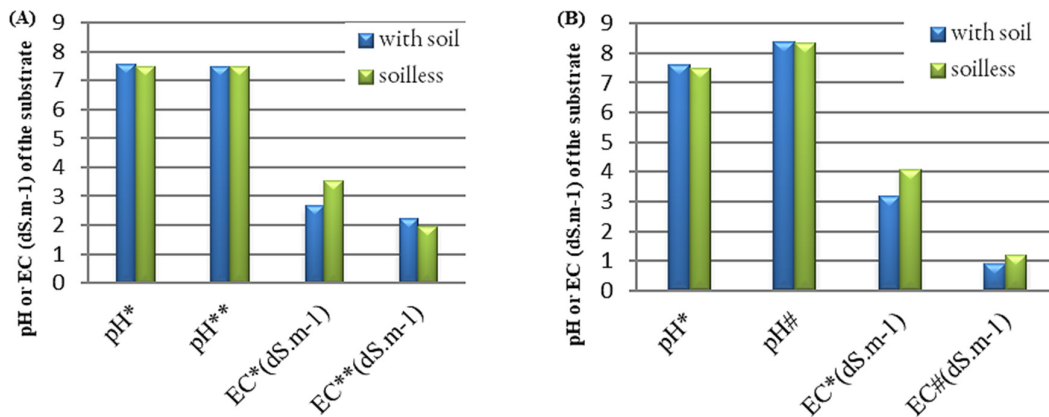 (A)
pH or EC (dS.m-1) of the substrate
9
8
7
6
5
4
3
2
1
0
with soil
soilless
pH*
pH**
EC*(dS.m-1)
EC**(dS.m-1)
(B)
pH or EC (dS.m-1) of the substrate
9
8
7
6
5
4
3
2
1
0
with soil
soilless
pH*
pH#
EC*(dS.m-1)
EC#(dS.m-1)